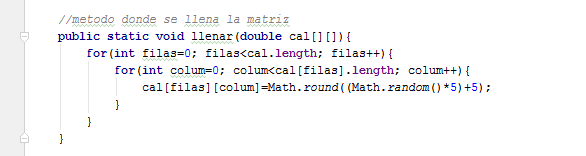 //metodo donde se llena la matriz
public static void llenar(double cal[][]){
for(int filas=0; filas<cal.length; filas++){
for(int colum=0; colum<cal[filas].length; colum++){
cal[filas][colum]=Math.round((Math.random()*5)+5);
}
}
}